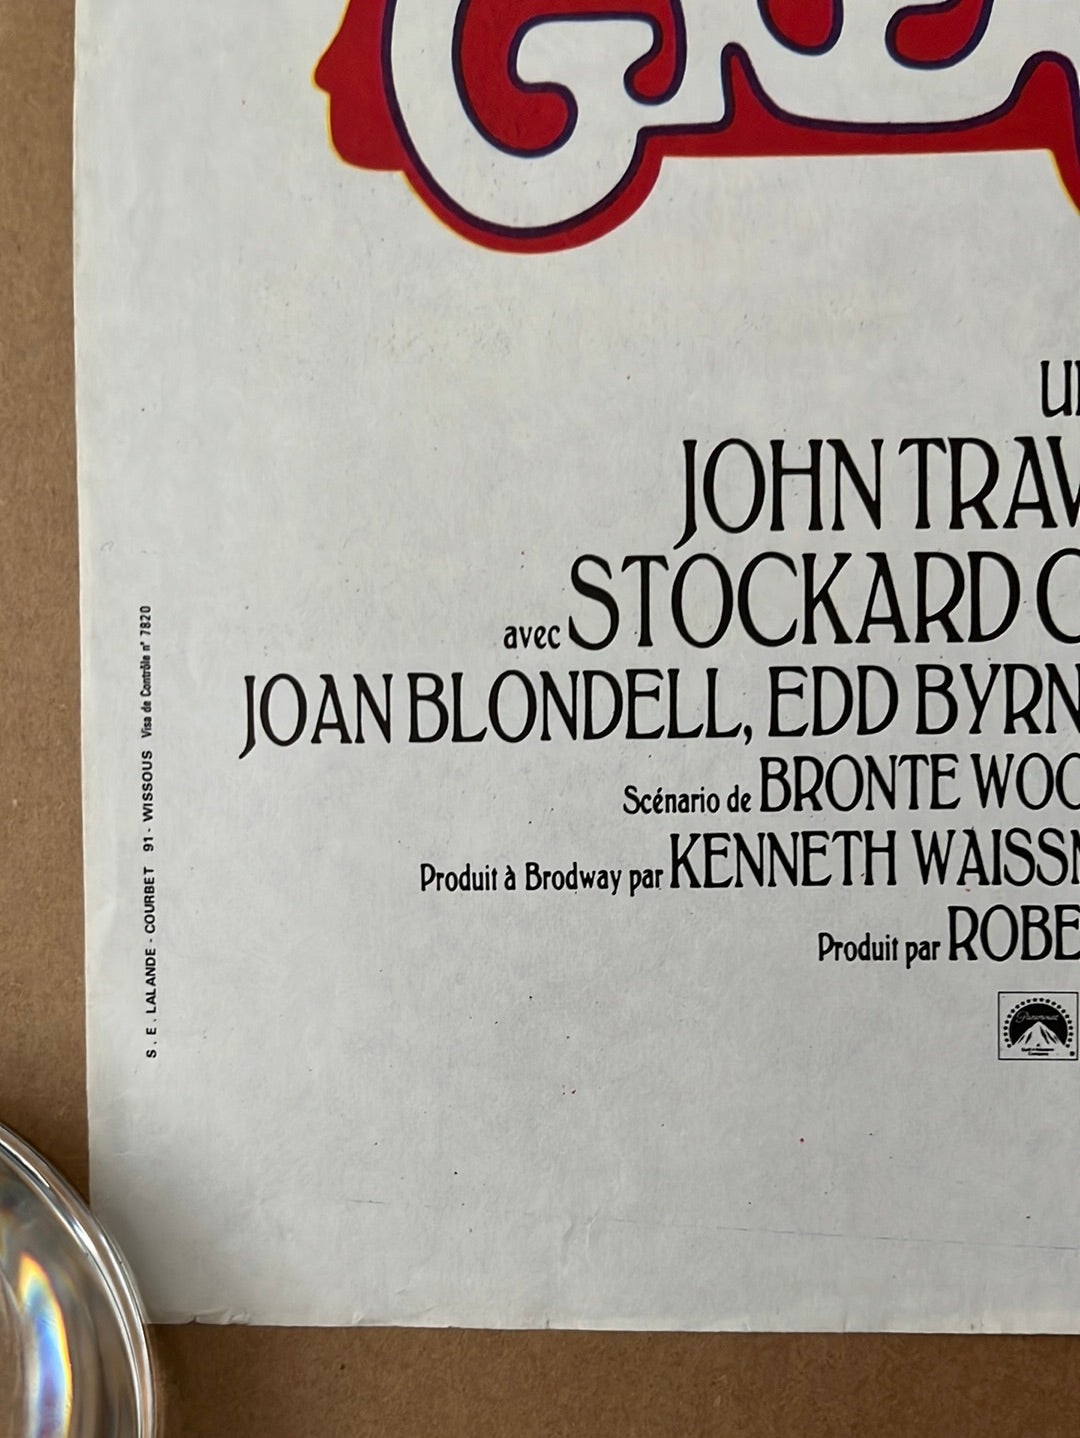 JOHN TRAV
avec STOCKARD C
JOAN BLONDELL, EDD BYRN
Scénario de BRONTE WOO
Produit à Brodway par KENNETH WAISSM
Produit par ROBE
Paramount
S. E. LALANDE - COURBET 91 - WISSOUS Visa de Contrôle n° 7820